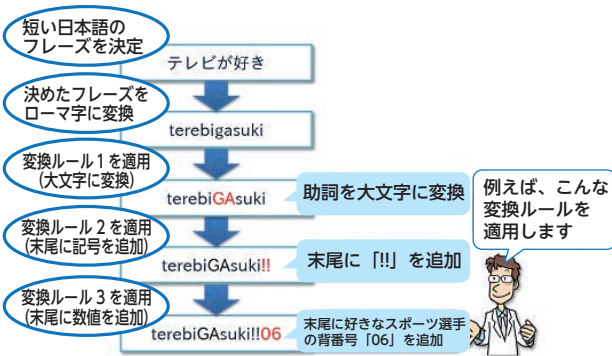 短い日本語の
フレーズを決定
テレビが好き
決めたフレーズを
ローマ字に変換
terebigasuki
変換ルール1を適用
(大文字に変換)
terebiGAsuki
助詞を大文字に変換
例えば、こんな
変換ルールを
適用します
変換ルール2を適用
(末尾に記号を追加)
terebiGAsuki!!
末尾に「!!」を追加
変換ルール3を適用
(末尾に数値を追加)
terebiGAsuki!!06
末尾に好きなスポーツ選手
の背番号「06」を追加